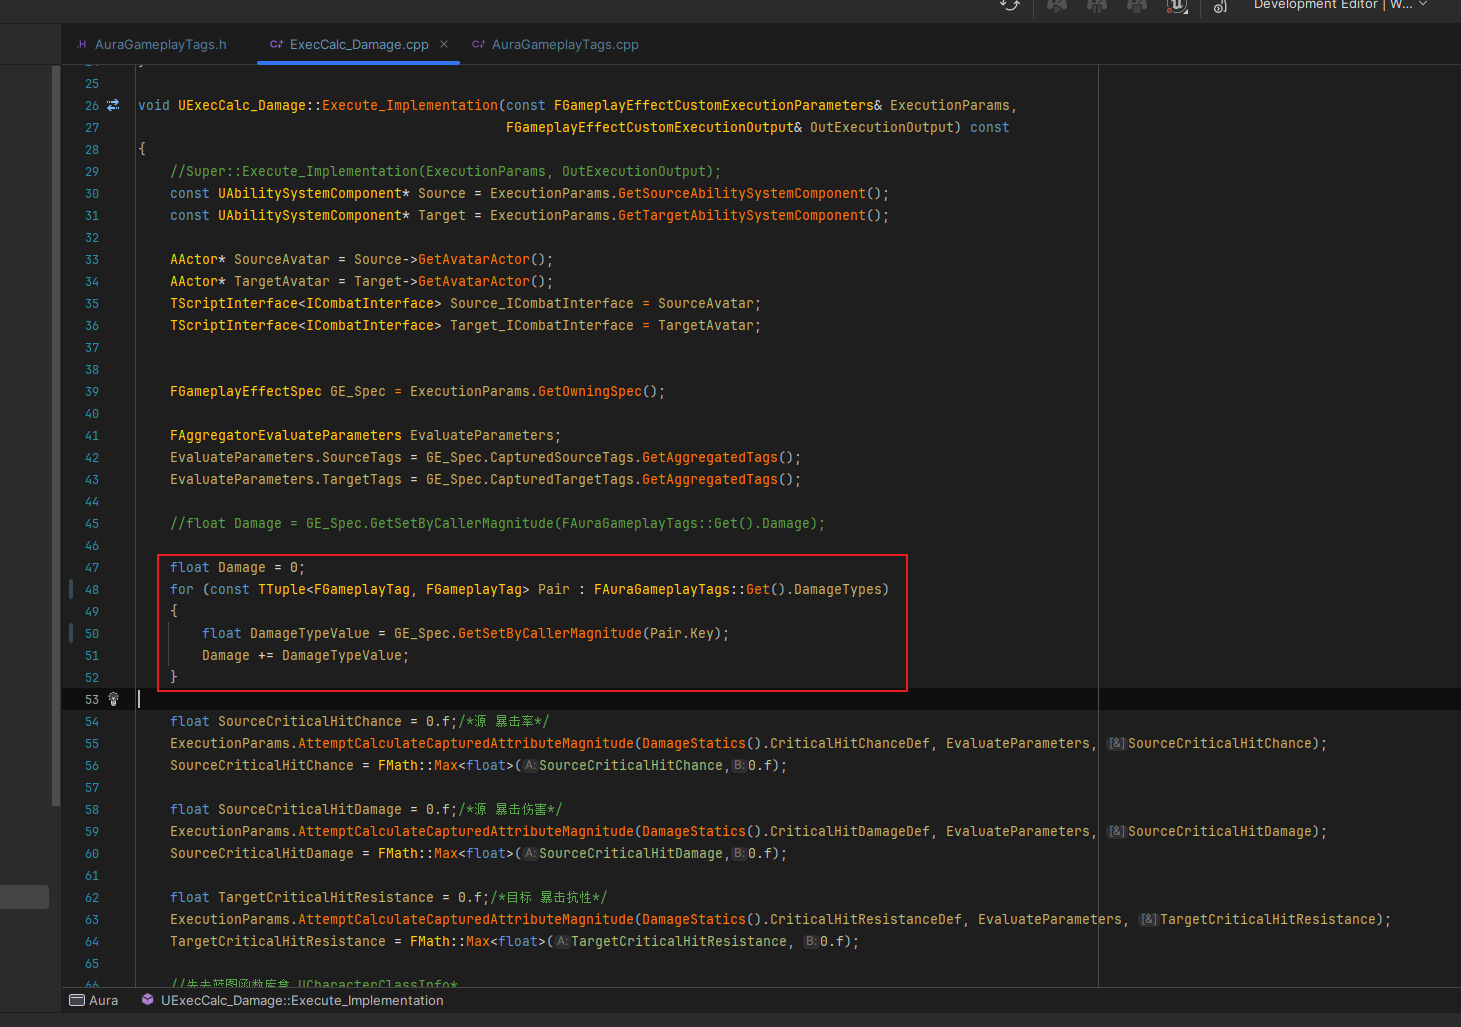 Development Editor | W...
AuraGameplayTags.h
ExecCalc_Damage.cpp
AuraGameplayTags.cpp
25
26 void UExecCalc_Damage::Execute_Implementation(const FGameplayEffectCustomExecutionParameters& ExecutionParams,
27 FGameplayEffectCustomExecutionOutput& OutExecutionOutput) const
28 {
29 //Super::Execute_Implementation(ExecutionParams, OutExecutionOutput);
30 const UAbilitySystemComponent* Source = ExecutionParams.GetSourceAbilitySystemComponent();
31 const UAbilitySystemComponent* Target = ExecutionParams.GetTargetAbilitySystemComponent();
32
33 AActor* SourceAvatar = Source->GetAvatarActor();
34 AActor* TargetAvatar = Target->GetAvatarActor();
35 TScriptInterface<ICombatInterface> Source_ICombatInterface = SourceAvatar;
36 TScriptInterface<ICombatInterface> Target_ICombatInterface = TargetAvatar;
37
38
39 FGameplayEffectSpec GE_Spec = ExecutionParams.GetOwningSpec();
40
41 FAggregatorEvaluateParameters EvaluateParameters;
42 EvaluateParameters.SourceTags = GE_Spec.CapturedSourceTags.GetAggregatedTags();
43 EvaluateParameters.TargetTags = GE_Spec.CapturedTargetTags.GetAggregatedTags();
44
45 //float Damage = GE_Spec.GetSetByCallerMagnitude(FAuraGameplayTags::Get().Damage);
46
47 float Damage = 0;
48 for (const TTuple<FGameplayTag, FGameplayTag> Pair : FAuraGameplayTags::Get().DamageTypes)
49 {
50 float DamageTypeValue = GE_Spec.GetSetByCallerMagnitude(Pair.Key);
51 Damage += DamageTypeValue;
52 }
53
54 float SourceCriticalHitChance = 0.f;/*源 暴击率*/
55 ExecutionParams.AttemptCalculateCapturedAttributeMagnitude(DamageStatics().CriticalHitChanceDef, EvaluateParameters, [&]SourceCriticalHitChance);
56 SourceCriticalHitChance = FMath::Max<float>(A:SourceCriticalHitChance,B:0.f);
57
58 float SourceCriticalHitDamage = 0.f;/*源 暴击伤害*/
59 ExecutionParams.AttemptCalculateCapturedAttributeMagnitude(DamageStatics().CriticalHitDamageDef, EvaluateParameters, [&]SourceCriticalHitDamage);
60 SourceCriticalHitDamage = FMath::Max<float>(A:SourceCriticalHitDamage,B:0.f);
61
62 float TargetCriticalHitResistance = 0.f;/*目标 暴击抗性*/
63 ExecutionParams.AttemptCalculateCapturedAttributeMagnitude(DamageStatics().CriticalHitResistanceDef, EvaluateParameters, [&]TargetCriticalHitResistance);
64 TargetCriticalHitResistance = FMath::Max<float>(A:TargetCriticalHitResistance, B:0.f);
65
66 //先去蓝图函数库拿 UCharacterClassInfo*
Aura UExecCalc_Damage::Execute_Implementation